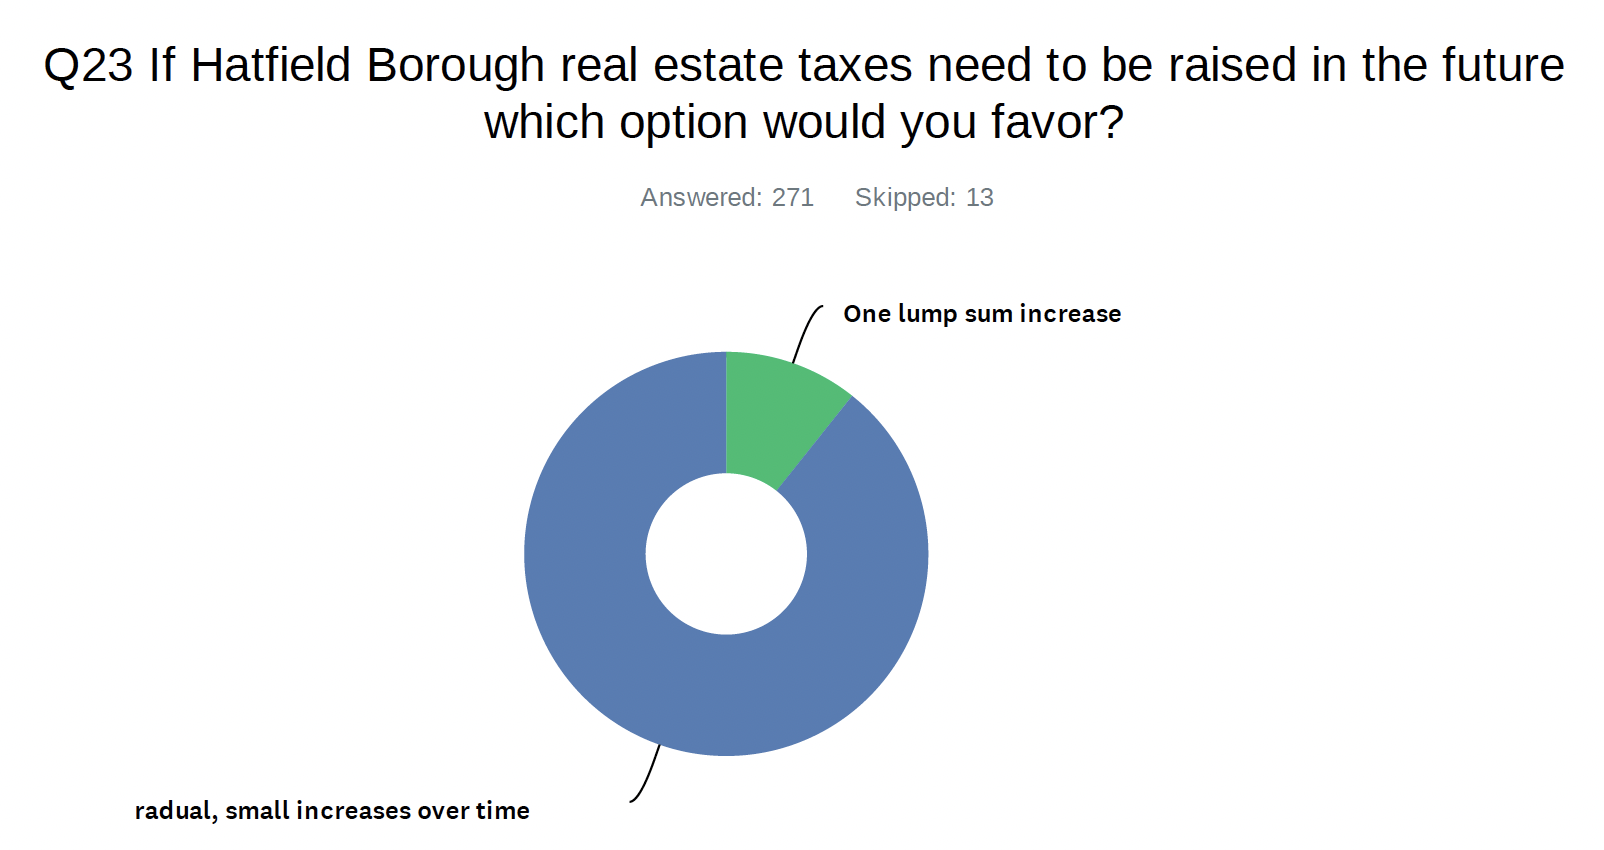 Q23 If Hatfield Borough real estate taxes need to be raised in the future
which option would you favor?
Answered: 271 Skipped: 13
One lump sum increase
radual, small increases over time